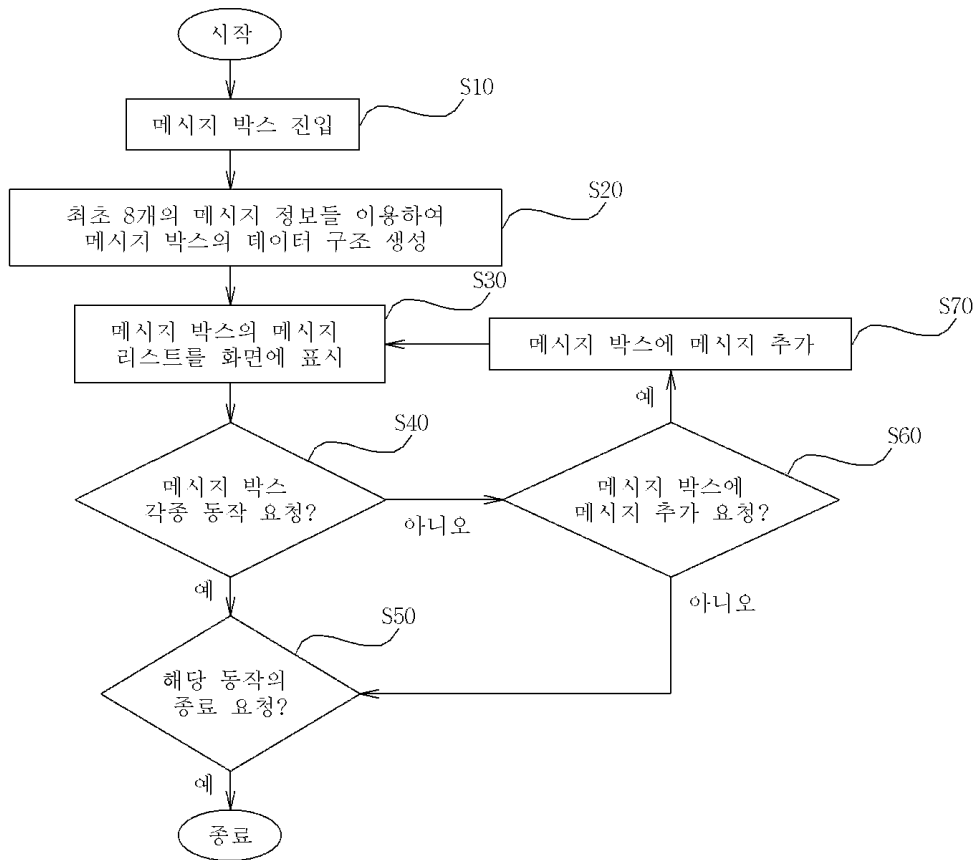 시작
S10
메시지 박스 진입
S20
최초 8개의 메시지 정보들 이용하여
메시지 박스의 데이터 구조 생성
S30
메시지 박스의 메시지
리스트를 화면에 표시
S70
메시지 박스에 메시지 추가
예
S40
메시지 박스
각종 동작 요청?
아니오
S60
메시지 박스에
메시지 추가 요청?
예
아니오
S50
해당 동작의
종료 요청?
예
종료